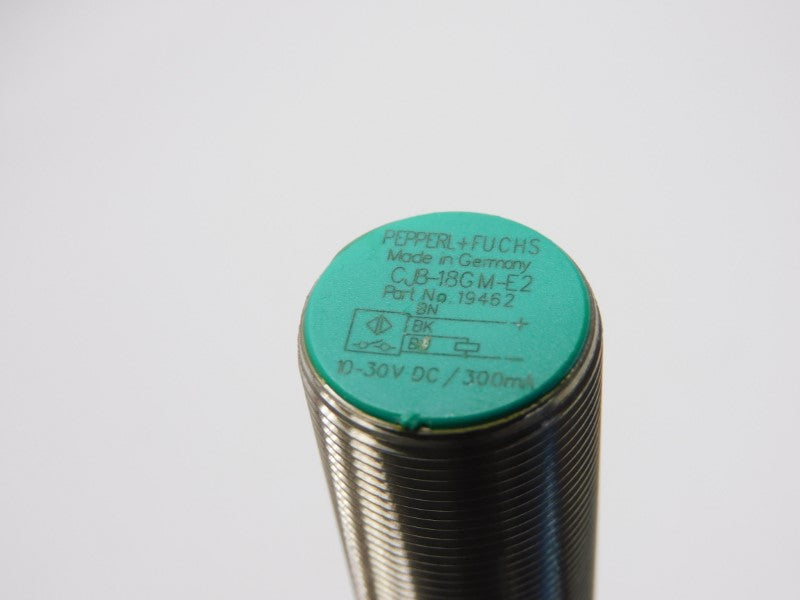 PEPPERL+FUCHS
Made in Germany
CJ8-18GM-E2
Part No. 19462
BN
+
BK
BU
-
10-30V DC / 300mA